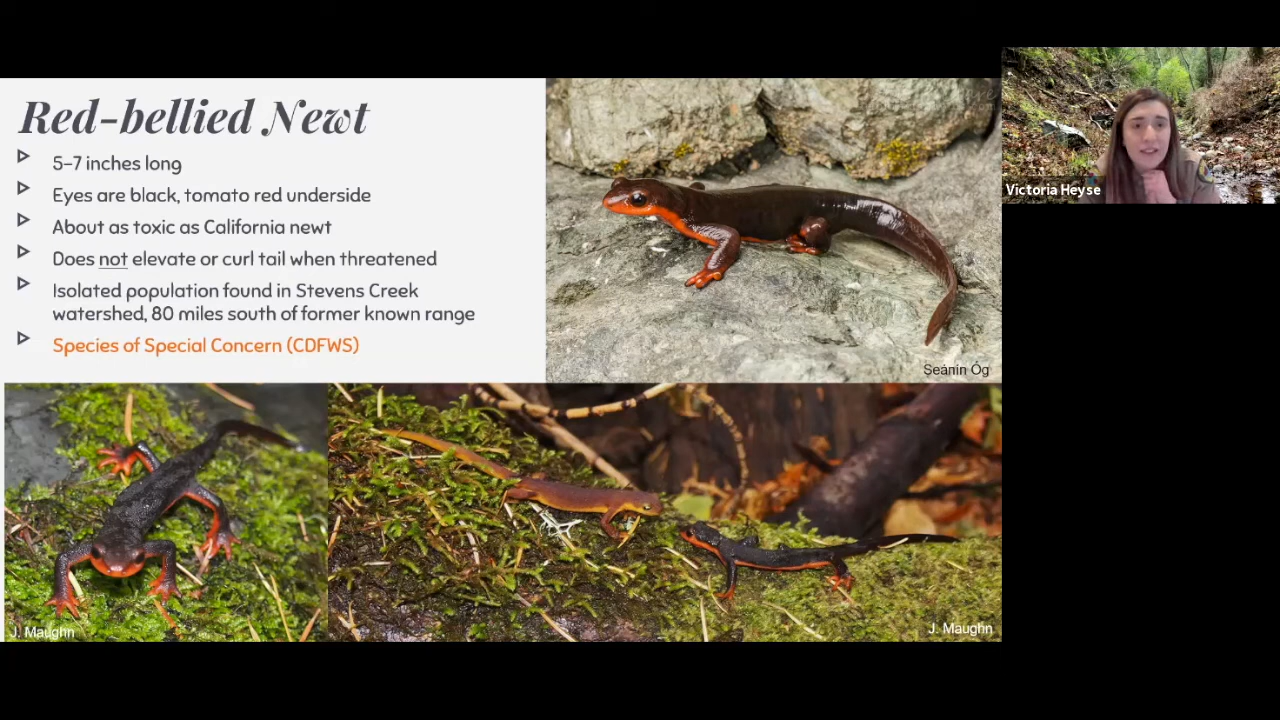 Red-bellied Newt
5-7 inches long
Eyes are black, tomato red underside
About as toxic as California newt
Does not elevate or curl tail when threatened
Isolated population found in Stevens Creek
watershed, 80 miles south of former known range
Species of Special Concern (CDFWS)
Seánín Óg
Victoria Heyse
J. Maughn
J. Maughn